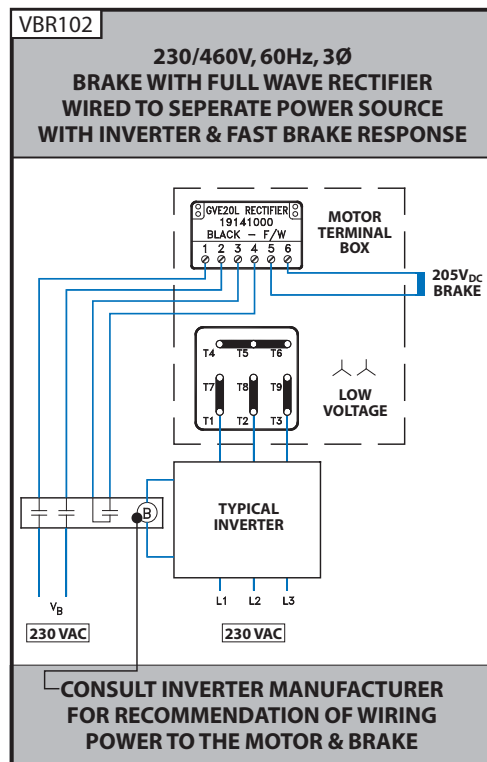 VBR102
230/460V, 60Hz, 3Ø
BRAKE WITH FULL WAVE RECTIFIER
WIRED TO SEPERATE POWER SOURCE
WITH INVERTER & FAST BRAKE RESPONSE
GVE20L RECTIFIER
19141000
BLACK - F/W
1 2 3 4 5 6
MOTOR
TERMINAL
BOX
205VDC
BRAKE
T4 T5 T6
T7 T8 T9
T1 T2 T3
LOW
VOLTAGE
TYPICAL
INVERTER
B
L1 L2 L3
VB
230 VAC
230 VAC
CONSULT INVERTER MANUFACTURER
FOR RECOMMENDATION OF WIRING
POWER TO THE MOTOR & BRAKE